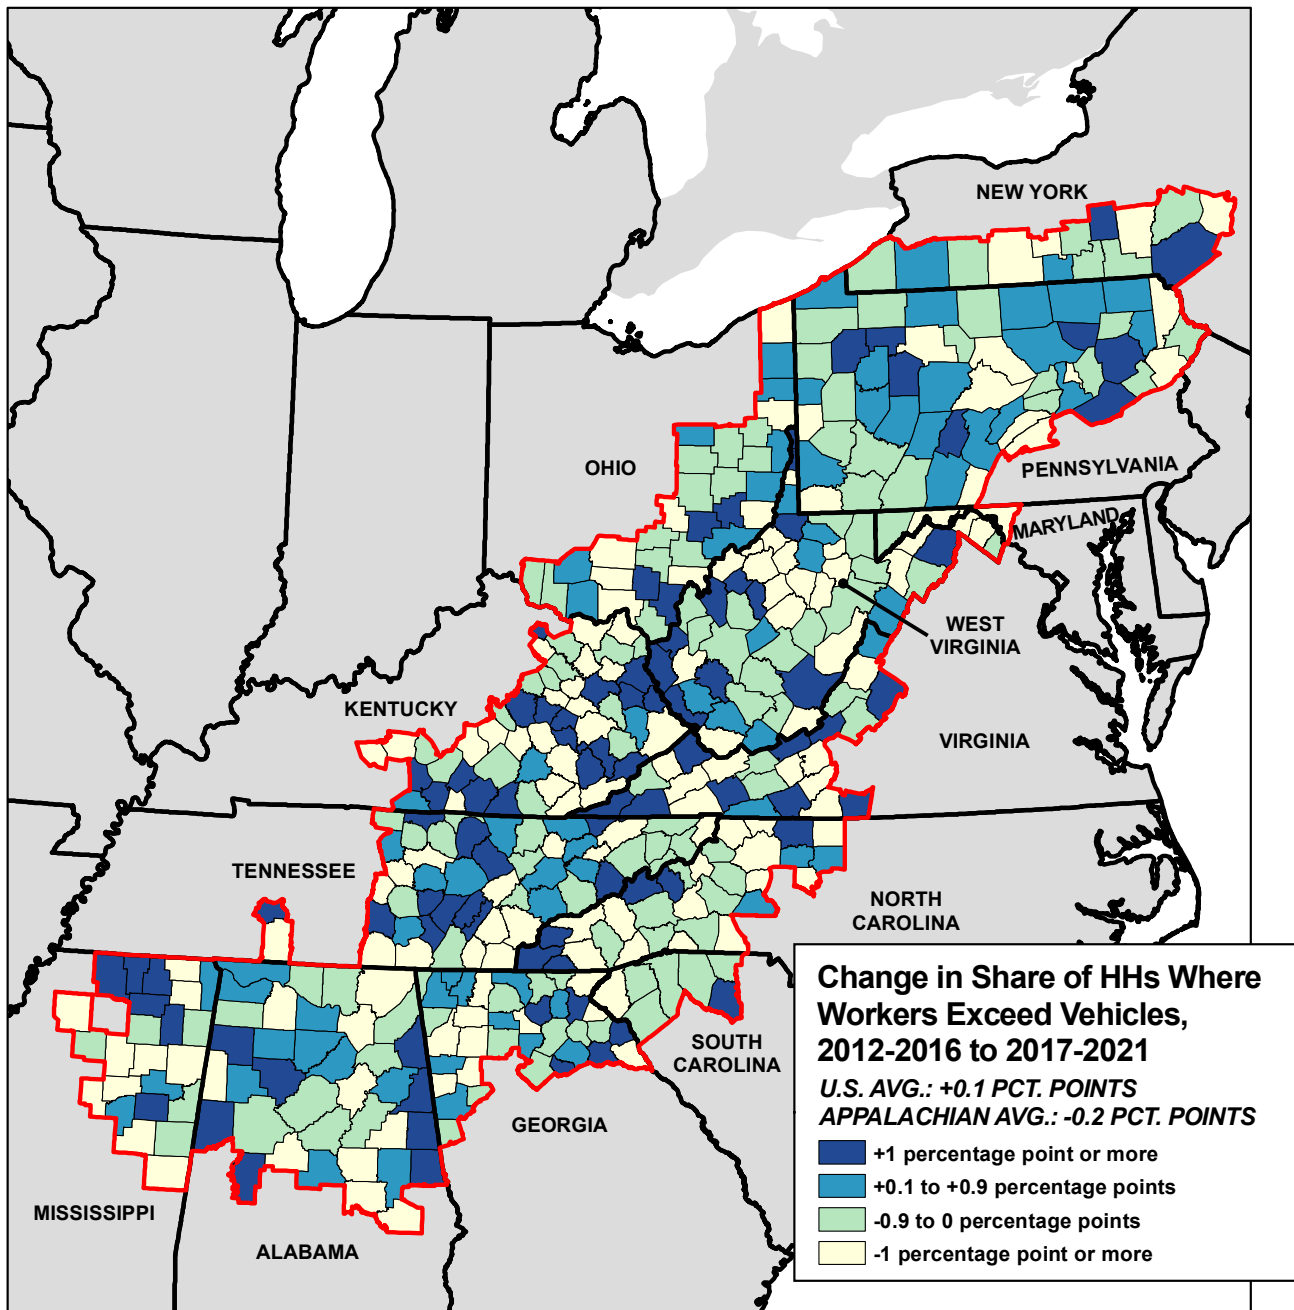 NEW YORK
OHIO
PENNSYLVANIA
MARYLAND
WEST
VIRGINIA
KENTUCKY
VIRGINIA
TENNESSEE
NORTH
CAROLINA
SOUTH
CAROLINA
GEORGIA
MISSISSIPPI
ALABAMA
Change in Share of HHs Where
Workers Exceed Vehicles,
2012-2016 to 2017-2021
U.S. AVG.: +0.1 PCT. POINTS
APPALACHIAN AVG.: -0.2 PCT. POINTS
+1 percentage point or more
+0.1 to +0.9 percentage points
-0.9 to 0 percentage points
-1 percentage point or more